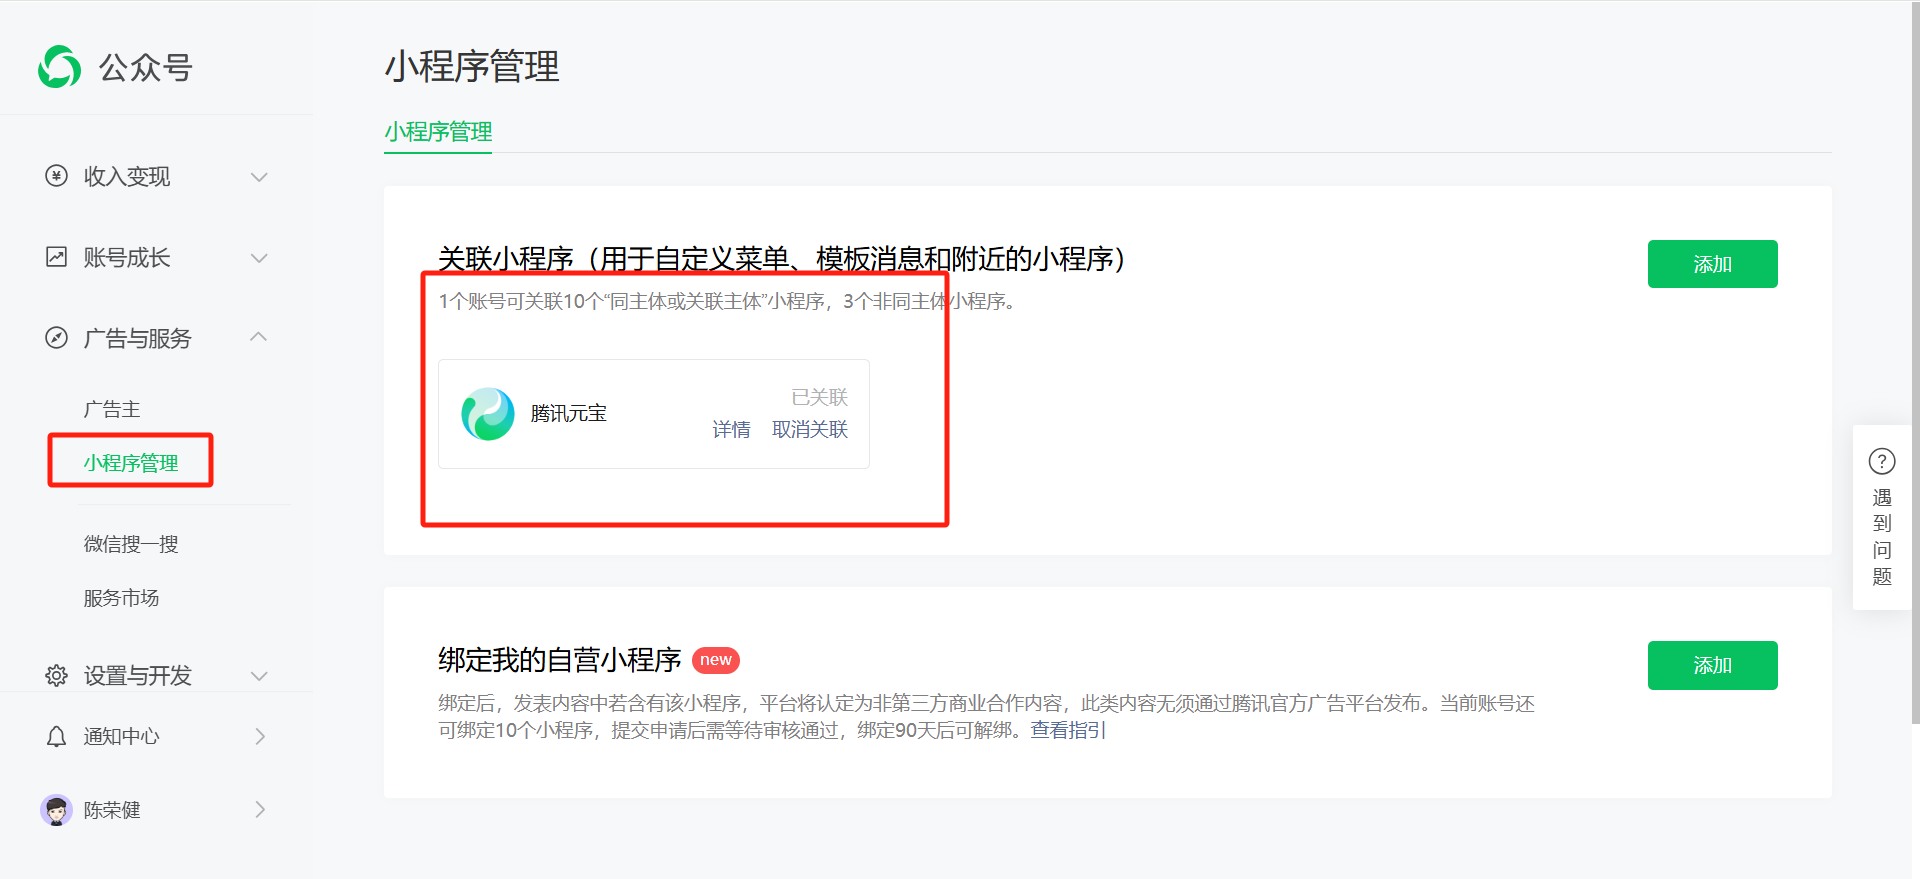 公众号
收入变现
账号成长
广告与服务
广告主
小程序管理
微信搜一搜
服务市场
设置与开发
通知中心
陈荣健
小程序管理
小程序管理
关联小程序（用于自定义菜单、模板消息和附近的小程序）
添加
1个账号可关联10个“同主体或关联主体”小程序，3个非同主体小程序。
腾讯元宝
已关联
详情 取消关联
绑定我的自营小程序 new
添加
绑定后，发表内容中若含有该小程序，平台将认定为非第三方商业合作内容，此类内容无须通过腾讯官方广告平台发布。当前账号还
可绑定10个小程序，提交申请后需等待审核通过，绑定90天后可解绑。查看指引
遇
到
问
题